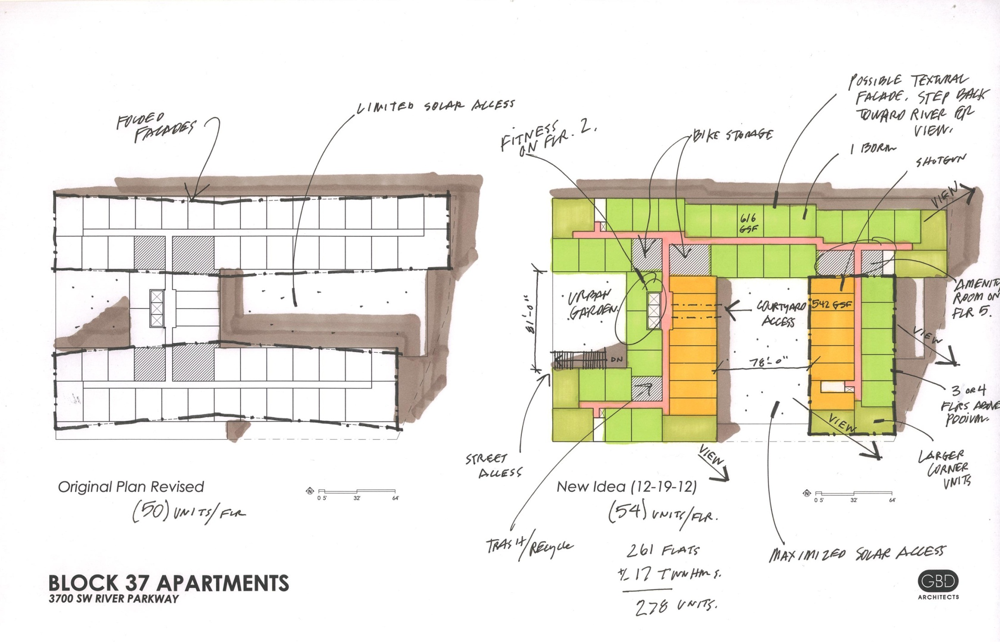 FOLDED
FACADES
LIMITED SOLAR ACCESS
FITNESS
ON FLR. 2.
BIKE STORAGE
POSSIBLE TEXTURAL
FACADE. STEP BACK
TOWARD RIVER FOR
VIEW.
1 BDRM
SHOTGUN
VIEW
616
GSF
URBAN
GARDEN.
81'-0"
COURTYARD
ACCESS
542 GSF
AMENITY
ROOM ON
FLR 5.
VIEW
DN
78'-0"
3 OR 4
FLRS ABOVE
PODIUM.
VIEW
LARGER
CORNER
UNITS
STREET
ACCESS
VIEW
Original Plan Revised
N
0 5' 32' 64'
(50) UNITS/FLR
New Idea (12-19-12)
N
0 5' 32' 64'
(54) UNITS/FLR.
TRASH/RECYCLE
261 FLATS
+/- 17 TWNHMS.
278 UNITS.
MAXIMIZED SOLAR ACCESS
BLOCK 37 APARTMENTS
3700 SW RIVER PARKWAY
GBD
ARCHITECTS